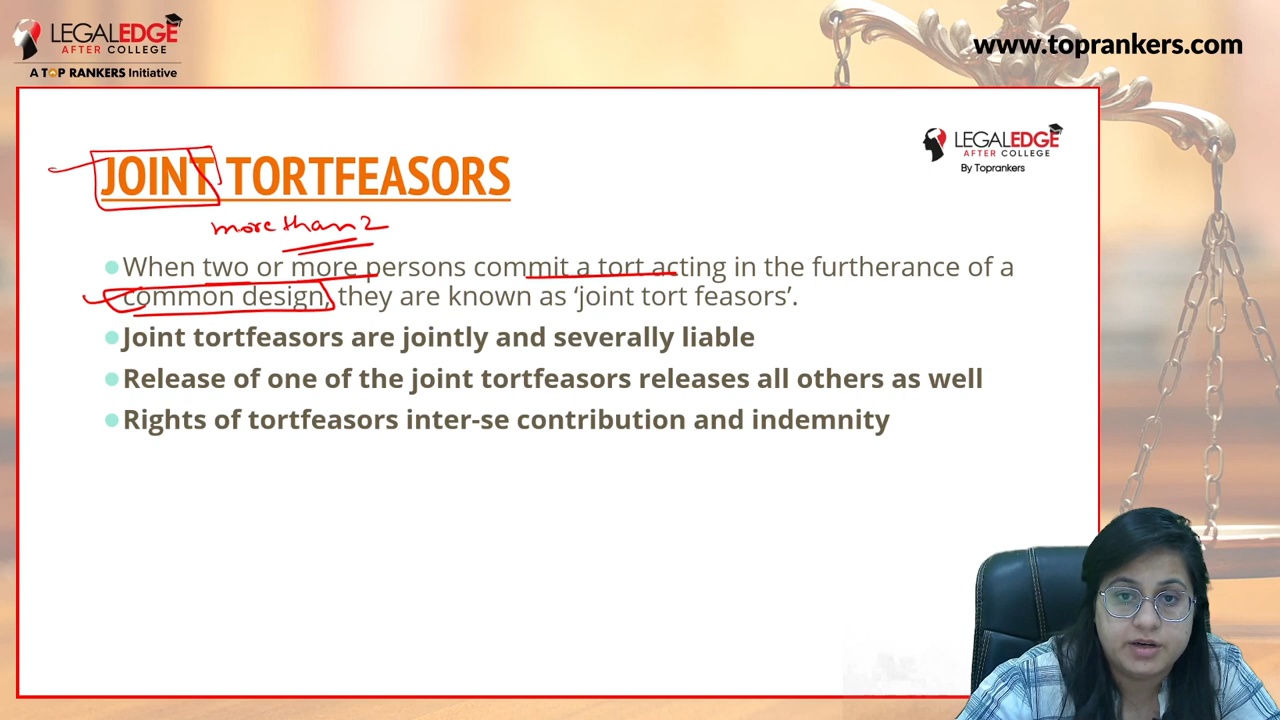 LEGALEDGE
AFTER COLLEGE
A TOP RANKERS Initiative
www.toprankers.com
LEGALEDGE
AFTER COLLEGE
By Toprankers
JOINT TORTFEASORS
more than 2
When two or more persons commit a tort acting in the furtherance of a
common design, they are known as ‘joint tort feasors’.
Joint tortfeasors are jointly and severally liable
Release of one of the joint tortfeasors releases all others as well
Rights of tortfeasors inter-se contribution and indemnity